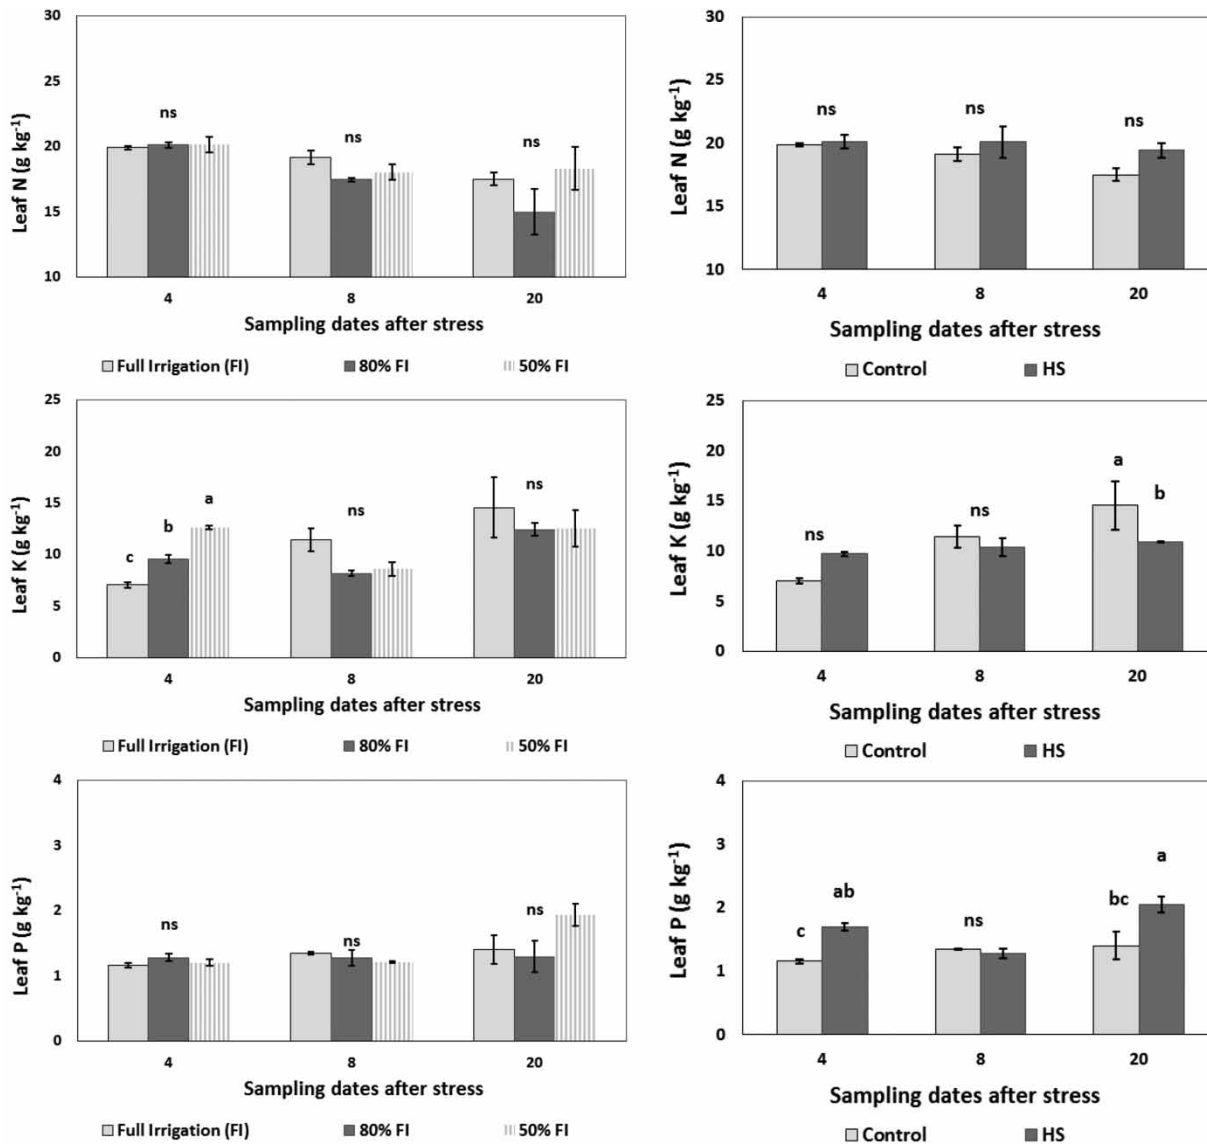 30
25
20
15
10
Leaf N (g kg⁻¹)
ns
ns
ns
4 8 20
Sampling dates after stress
Full Irrigation (FI) 80% FI 50% FI
30
25
20
15
10
Leaf N (g kg⁻¹)
ns
ns
ns
4 8 20
Sampling dates after stress
Control HS
25
20
15
10
5
0
Leaf K (g kg⁻¹)
c
b
a
ns
ns
4 8 20
Sampling dates after stress
Full Irrigation (FI) 80% FI 50% FI
25
20
15
10
5
0
Leaf K (g kg⁻¹)
ns
ns
a
b
4 8 20
Sampling dates after stress
Control HS
4
3
2
1
0
Leaf P (g kg⁻¹)
ns
ns
ns
4 8 20
Sampling dates after stress
Full Irrigation (FI) 80% FI 50% FI
4
3
2
1
0
Leaf P (g kg⁻¹)
c
ab
ns
bc
a
4 8 20
Sampling dates after stress
Control HS